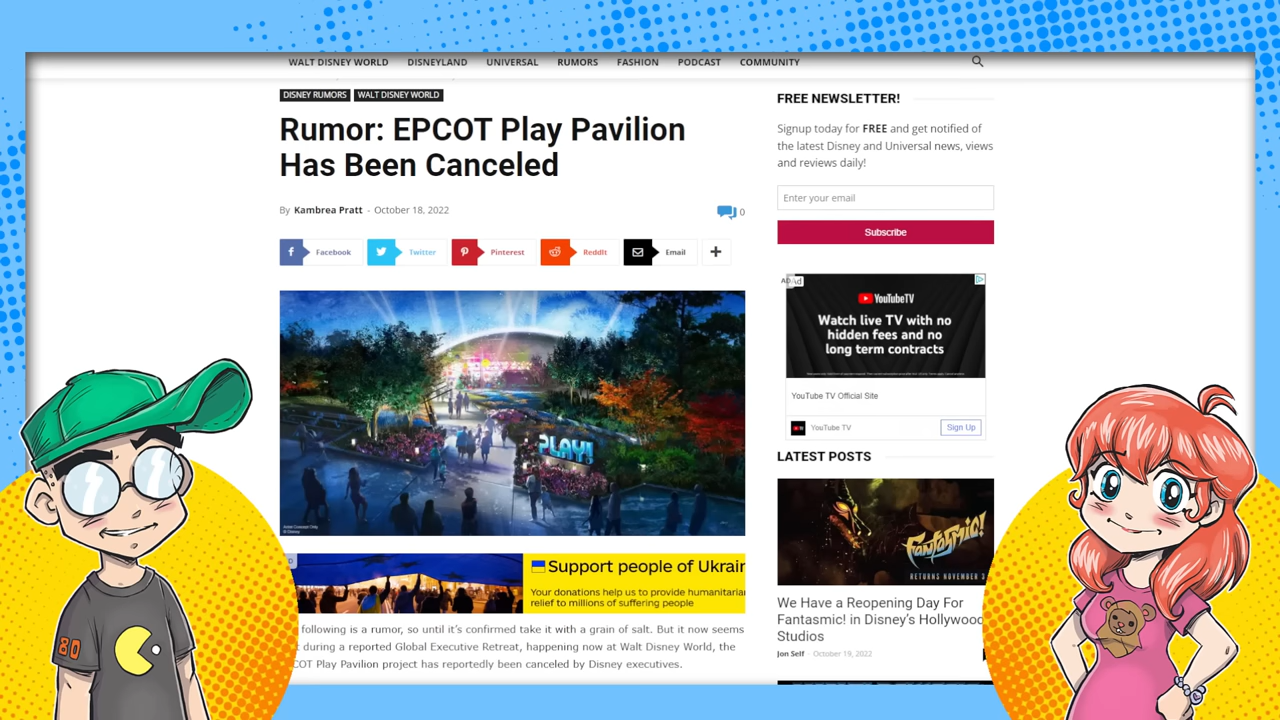 WALT DISNEY WORLD DISNEYLAND UNIVERSAL RUMORS FASHION PODCAST COMMUNITY
DISNEY RUMORS WALT DISNEY WORLD
Rumor: EPCOT Play Pavilion
Has Been Canceled
By Kambrea Pratt - October 18, 2022
0
Facebook Twitter Pinterest ReddIt Email +
PLAY!
Artist Concept Only
© Disney
Support people of Ukrain
Your donations help us to provide humanitarian
relief to millions of suffering people
following is a rumor, so until it's confirmed take it with a grain of salt. But it now seems
during a reported Global Executive Retreat, happening now at Walt Disney World, the
COT Play Pavilion project has reportedly been canceled by Disney executives.
FREE NEWSLETTER!
Signup today for FREE and get notified of
the latest Disney and Universal news, views
and reviews daily!
Enter your email
Subscribe
Ad
YouTubeTV
Watch live TV with no
hidden fees and no
long term contracts
YouTube TV Official Site
YouTube TV
Sign Up
LATEST POSTS
Fantasmic!
RETURNS NOVEMBER 3
We Have a Reopening Day For
Fantasmic! in Disney's Hollywood
Studios
Jon Self - October 19, 2022
80